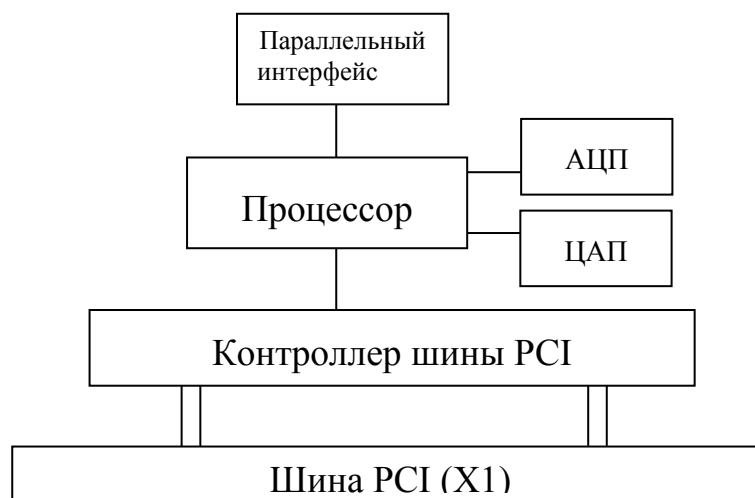 Параллельный
интерфейс
АЦП
Процессор
ЦАП
Контроллер шины PCI
Шина PCI (X1)